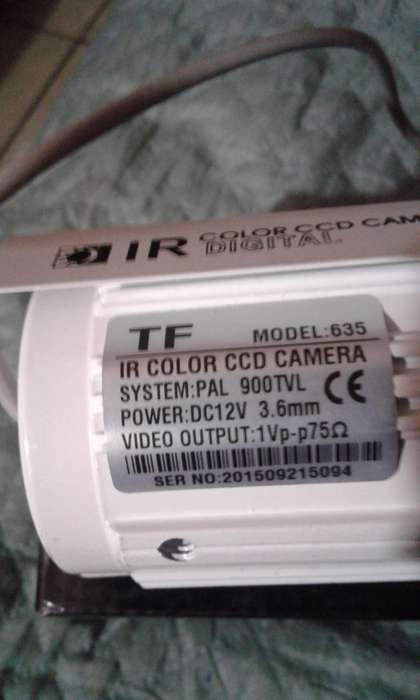 IR COLOR CCD CAM
DIGITAL
TF MODEL:635
IR COLOR CCD CAMERA
SYSTEM:PAL 900TVL CE
POWER:DC12V 3.6mm
VIDEO OUTPUT:1Vp-p75Ω
SER NO:201509215094